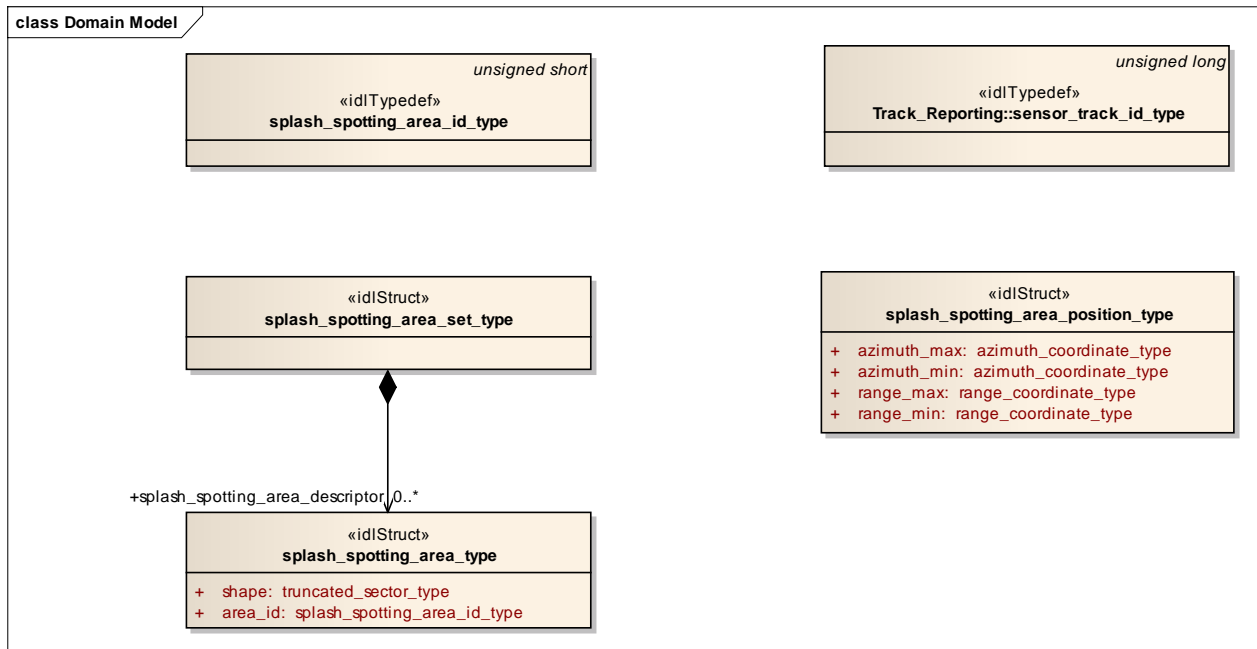 class Domain Model
unsigned short
«idlTypedef»
splash_spotting_area_id_type
unsigned long
«idlTypedef»
Track_Reporting::sensor_track_id_type
«idlStruct»
splash_spotting_area_set_type
«idlStruct»
splash_spotting_area_position_type
+ azimuth_max: azimuth_coordinate_type
+ azimuth_min: azimuth_coordinate_type
+ range_max: range_coordinate_type
+ range_min: range_coordinate_type
+splash_spotting_area_descriptor 0..*
«idlStruct»
splash_spotting_area_type
+ shape: truncated_sector_type
+ area_id: splash_spotting_area_id_type